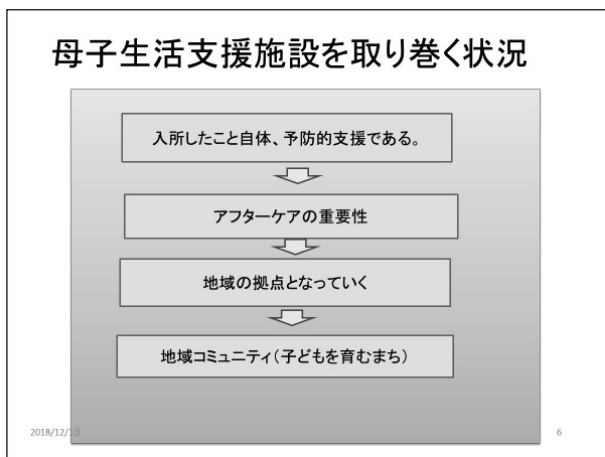 母子生活支援施設を取り巻く状況
入所したこと自体、予防的支援である。
アフターケアの重要性
地域の拠点となっていく
地域コミュニティ(子どもを育むまち)
2018/12/13
6